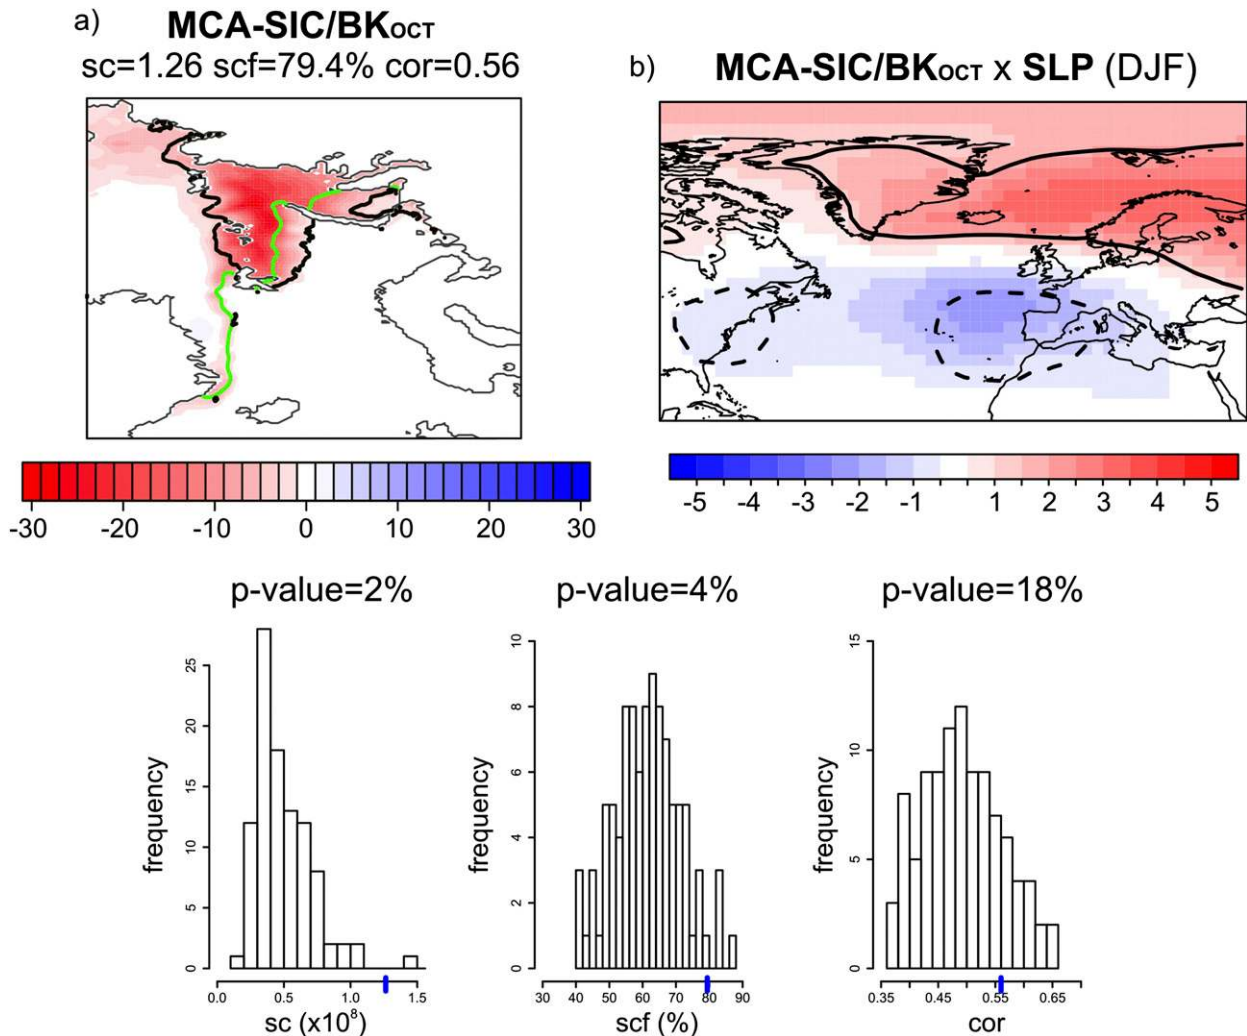 a) MCA-SIC/BKOCT
sc=1.26 scf=79.4% cor=0.56
b) MCA-SIC/BKOCT x SLP (DJF)
-30 -20 -10 0 10 20 30
-5 -4 -3 -2 -1 1 2 3 4 5
p-value=2%
frequency
0 5 10 15 20 25
0.0 0.5 1.0 1.5
sc (x10⁸)
p-value=4%
frequency
0 2 4 6 8 10
30 40 50 60 70 80 90
scf (%)
p-value=18%
frequency
0 5 10 15
0.35 0.45 0.55 0.65
cor